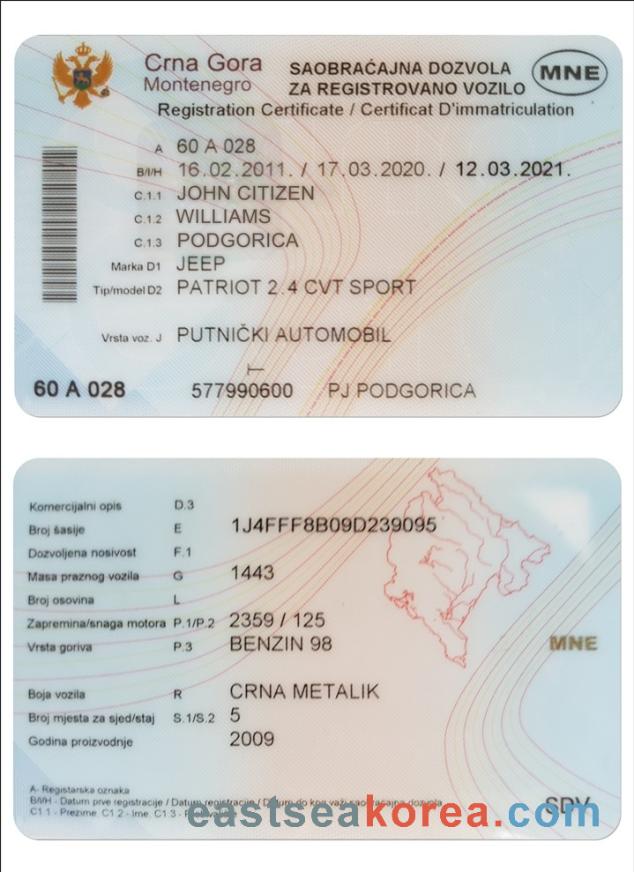 Crna Gora
Montenegro
SAOBRAĆAJNA DOZVOLA
ZA REGISTROVANO VOZILO
MNE
Registration Certificate / Certificat D'immatriculation
A 60 A 028
B/I/H 16.02.2011. / 17.03.2020. / 12.03.2021.
C.1.1 JOHN CITIZEN
C.1.2 WILLIAMS
C.1.3 PODGORICA
Marka D1 JEEP
Tip/model D2 PATRIOT 2.4 CVT SPORT
Vrsta voz. J PUTNIČKI AUTOMOBIL
T
60 A 028 577990600 PJ PODGORICA
Komercijalni opis D.3
Broj šasije E 1J4FFF8B09D239095
Dozvoljena nosivost F.1
Masa praznog vozila G 1443
Broj osovina L
Zapremina/snaga motora P.1/P.2 2359 / 125
Vrsta goriva P.3 BENZIN 98
MNE
Boja vozila R CRNA METALIK
Broj mjesta za sjed/staj S.1/S.2 5
Godina proizvodnje 2009
A- Registarska oznaka
B/I/H - Datum prve registracije / Datum registracije / Datum do kog važi saobraćajna dozvola
C1.1 - Prezime. C1.2 - Ime. C1.3 -
SDV
eastseakorea.com